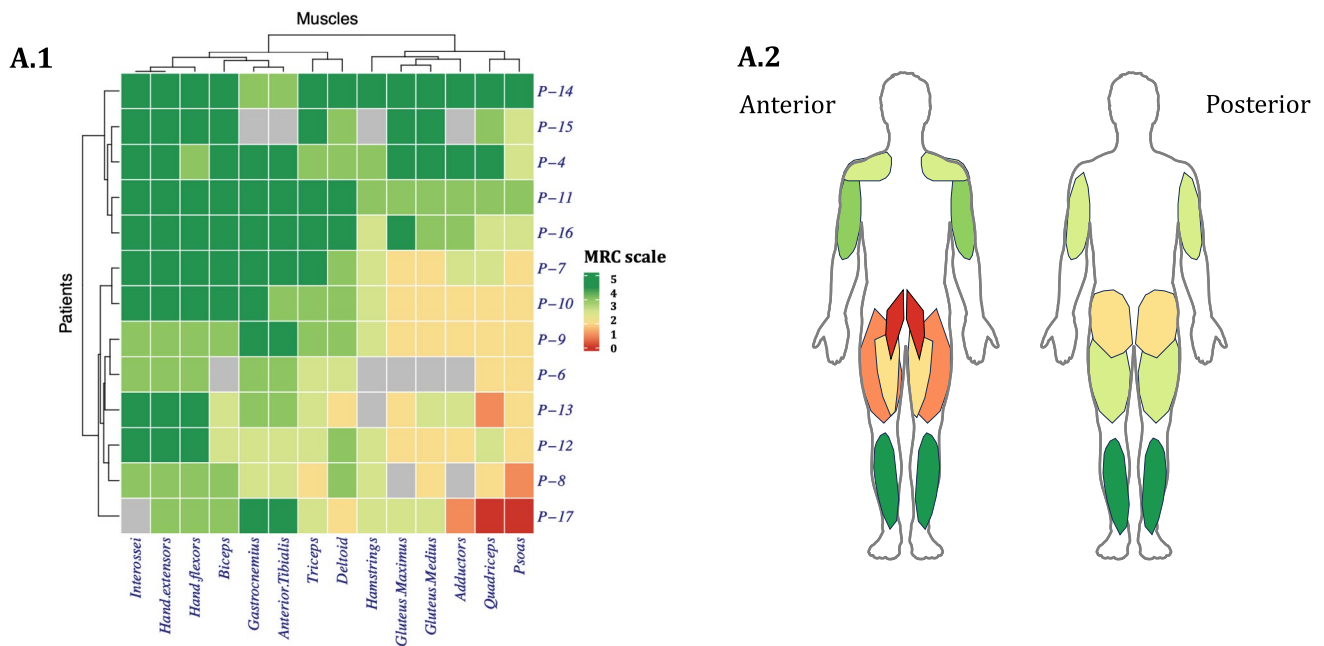 Muscles
A.1
A.2
Anterior
Posterior
P-14
P-15
P-4
P-11
P-16
P-7
P-10
P-9
P-6
P-13
P-12
P-8
P-17
Patients
MRC scale
5
4
3
2
1
0
Interossei
Hand.extensors
Hand.flexors
Biceps
Gastrocnemius
Anterior.Tibialis
Triceps
Deltoid
Hamstrings
Gluteus.Maximus
Gluteus.Medius
Adductors
Quadriceps
Psoas